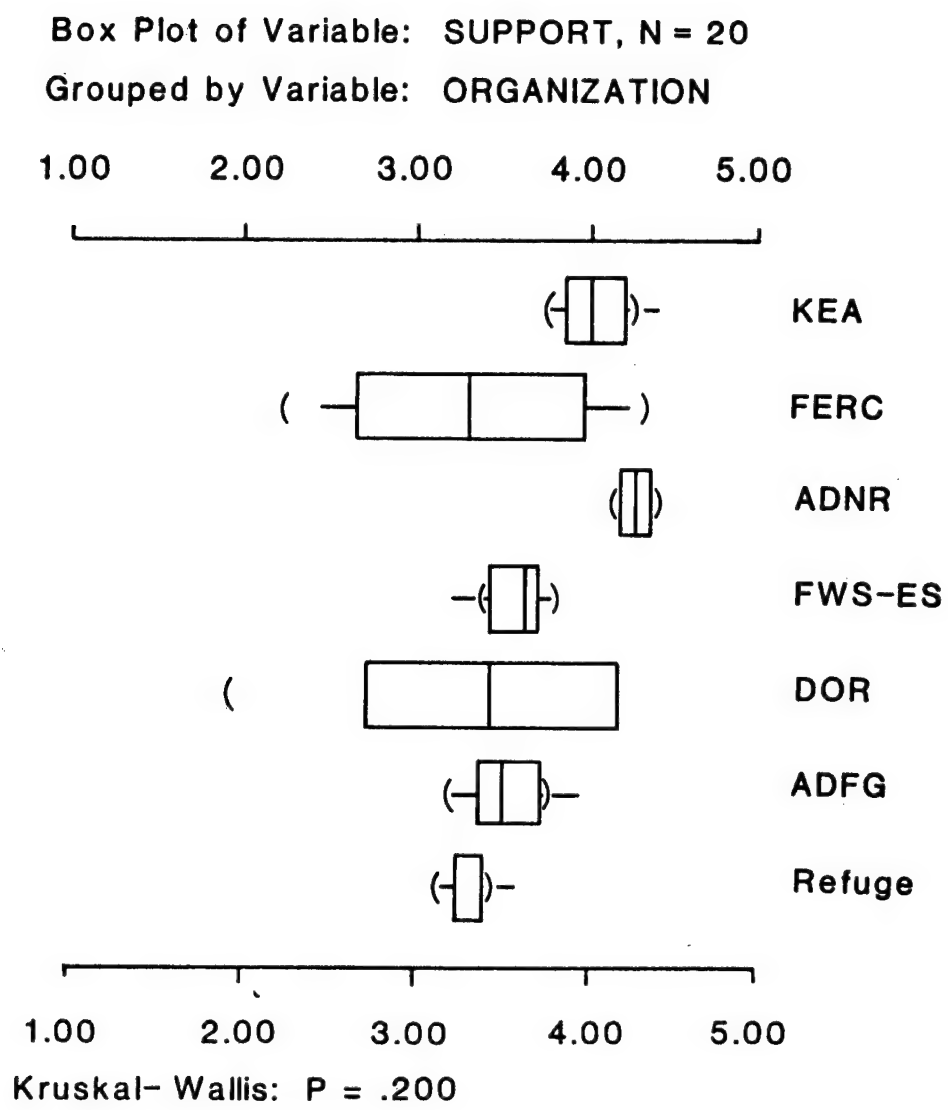 Box Plot of Variable: SUPPORT, N = 20
Grouped by Variable: ORGANIZATION
1.00 2.00 3.00 4.00 5.00
KEA
FERC
ADNR
FWS-ES
DOR
ADFG
Refuge
1.00 2.00 3.00 4.00 5.00
Kruskal-Wallis: P = .200